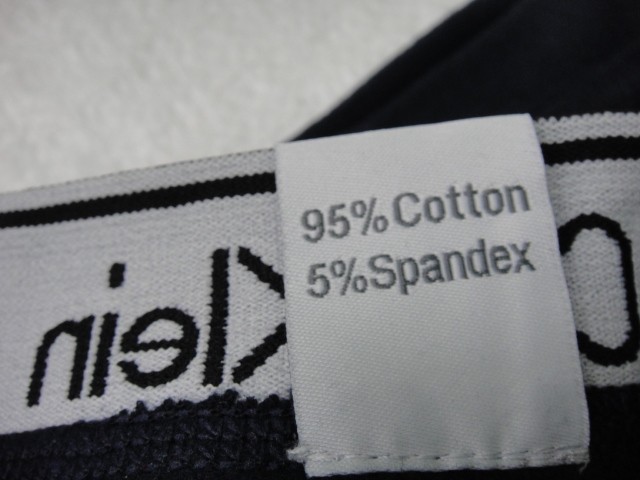 95% Cotton
5% Spandex
Klein